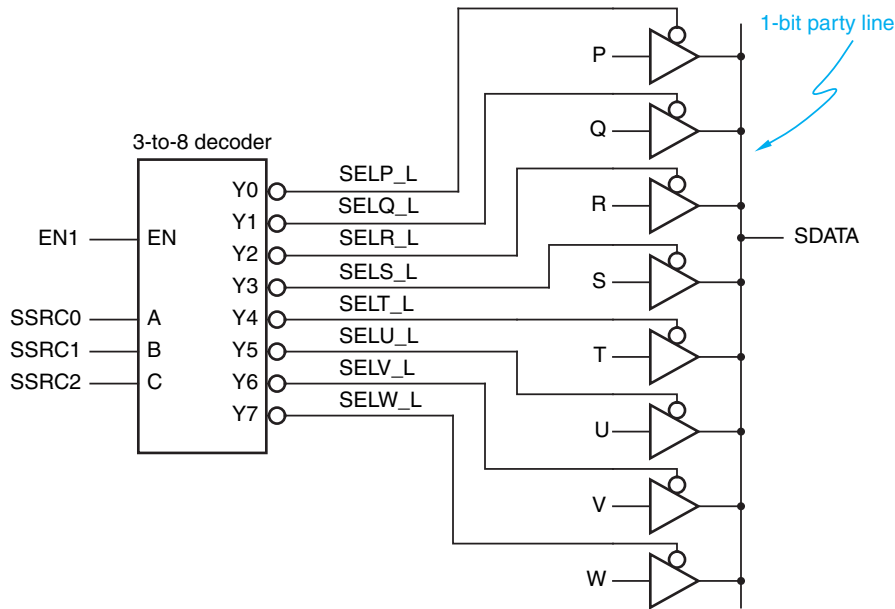 1-bit party line
P
Q
3-to-8 decoder
Y0
SELP_L
Y1
SELQ_L
R
EN1
EN
Y2
SELR_L
SDATA
Y3
SELS_L
S
SSRC0
A
Y4
SELT_L
SSRC1
B
Y5
SELU_L
T
SSRC2
C
Y6
SELV_L
Y7
SELW_L
U
V
W